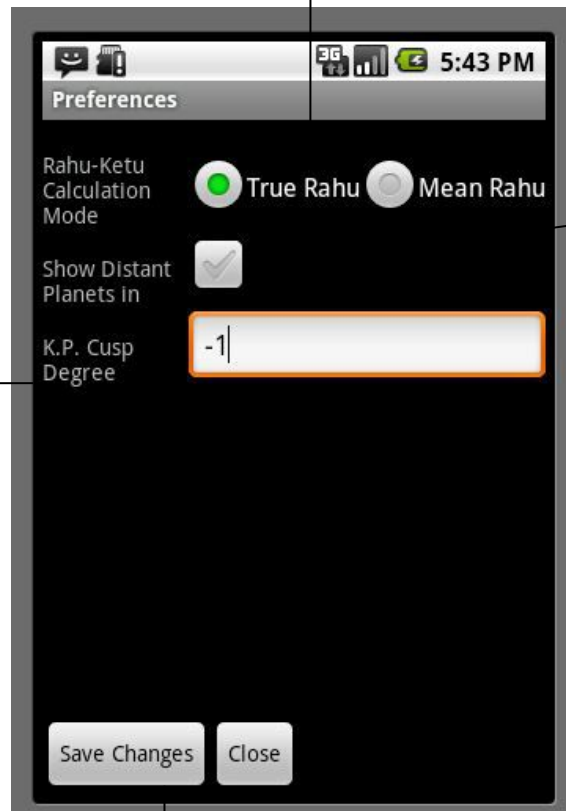 3G 5:43 PM
Preferences
Rahu-Ketu
Calculation
Mode
True Rahu Mean Rahu
Show Distant
Planets in
K.P. Cusp
Degree
-1
Save Changes Close